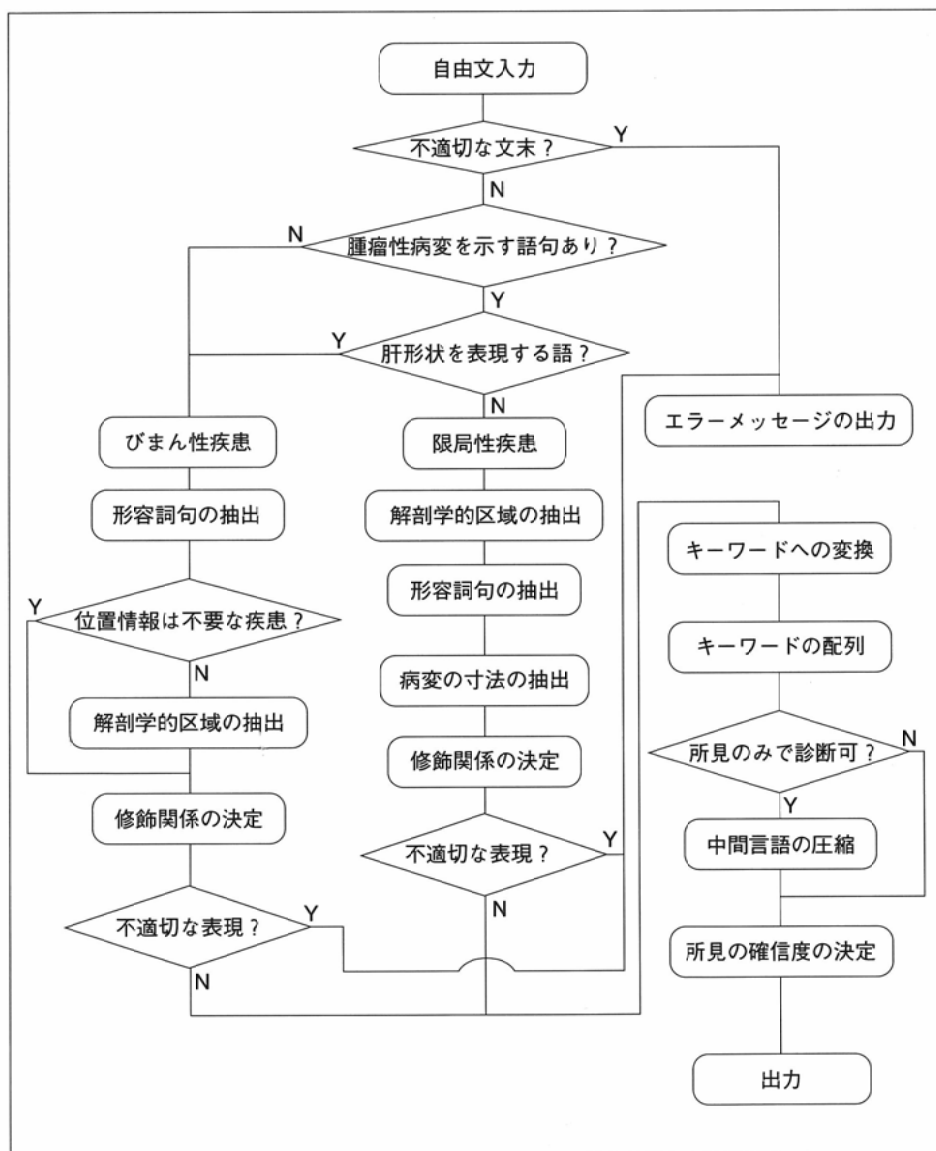 自由文入力
不適切な文末?
Y
N
腫瘤性病変を示す語句あり?
N
Y
肝形状を表現する語?
Y
N
エラーメッセージの出力
びまん性疾患
形容詞句の抽出
位置情報は不要な疾患?
Y
N
解剖学的区域の抽出
修飾関係の決定
不適切な表現?
Y
N
限局性疾患
解剖学的区域の抽出
形容詞句の抽出
病変の寸法の抽出
修飾関係の決定
不適切な表現?
Y
N
キーワードへの変換
キーワードの配列
所見のみで診断可?
N
Y
中間言語の圧縮
所見の確信度の決定
出力